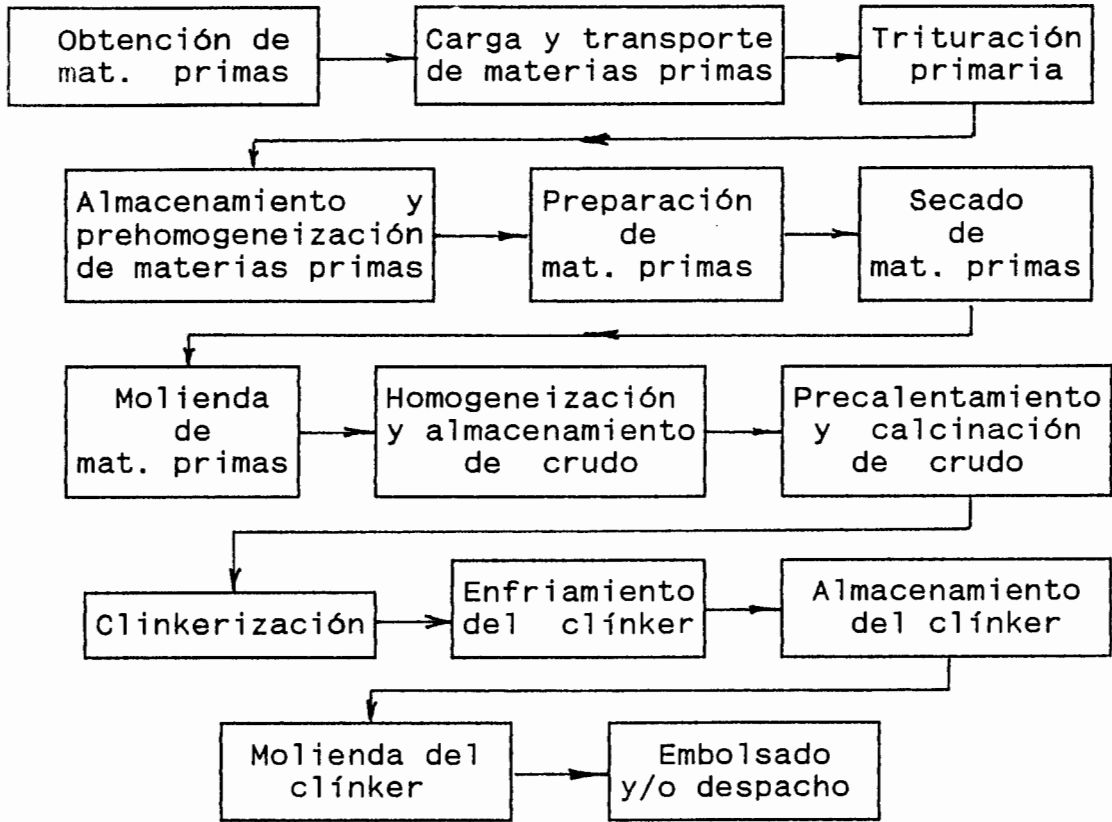 Obtención de
mat. primas
Carga y transporte
de materias primas
Trituración
primaria
Almacenamiento y
prehomogeneización
de materias primas
Preparación
de
mat. primas
Secado
de
mat. primas
Molienda
de
mat. primas
Homogeneización
y almacenamiento
de crudo
Precalentamiento
y calcinación
de crudo
Clinkerización
Enfriamiento
del clínker
Almacenamiento
del clínker
Molienda del
clínker
Embolsado
y/o despacho